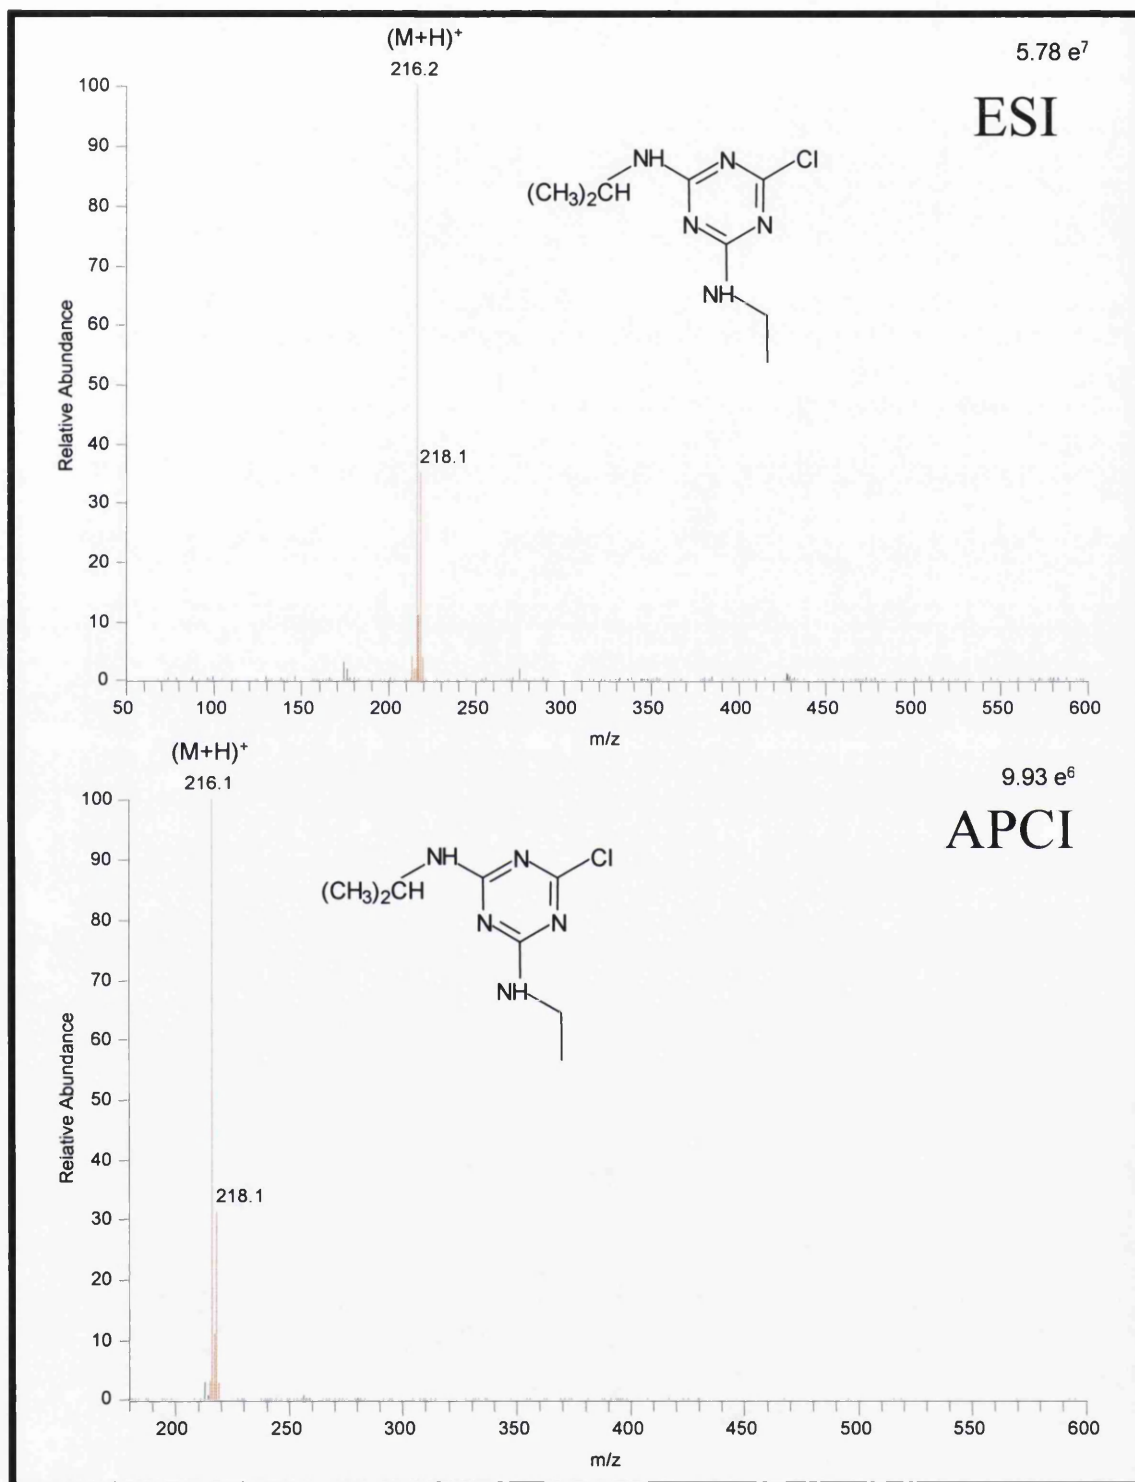 (M+H)⁺
216.2
5.78 e⁷
ESI
100
90
80
70
60
50
40
30
20
10
0
Relative Abundance
218.1
NH
N
Cl
(CH₃)₂CH
N
N
NH
50 100 150 200 250 300 350 400 450 500 550 600
m/z
(M+H)⁺
216.1
9.93 e⁶
APCI
100
90
80
70
60
50
40
30
20
10
0
Relative Abundance
218.1
NH
N
Cl
(CH₃)₂CH
N
N
NH
200 250 300 350 400 450 500 550 600
m/z